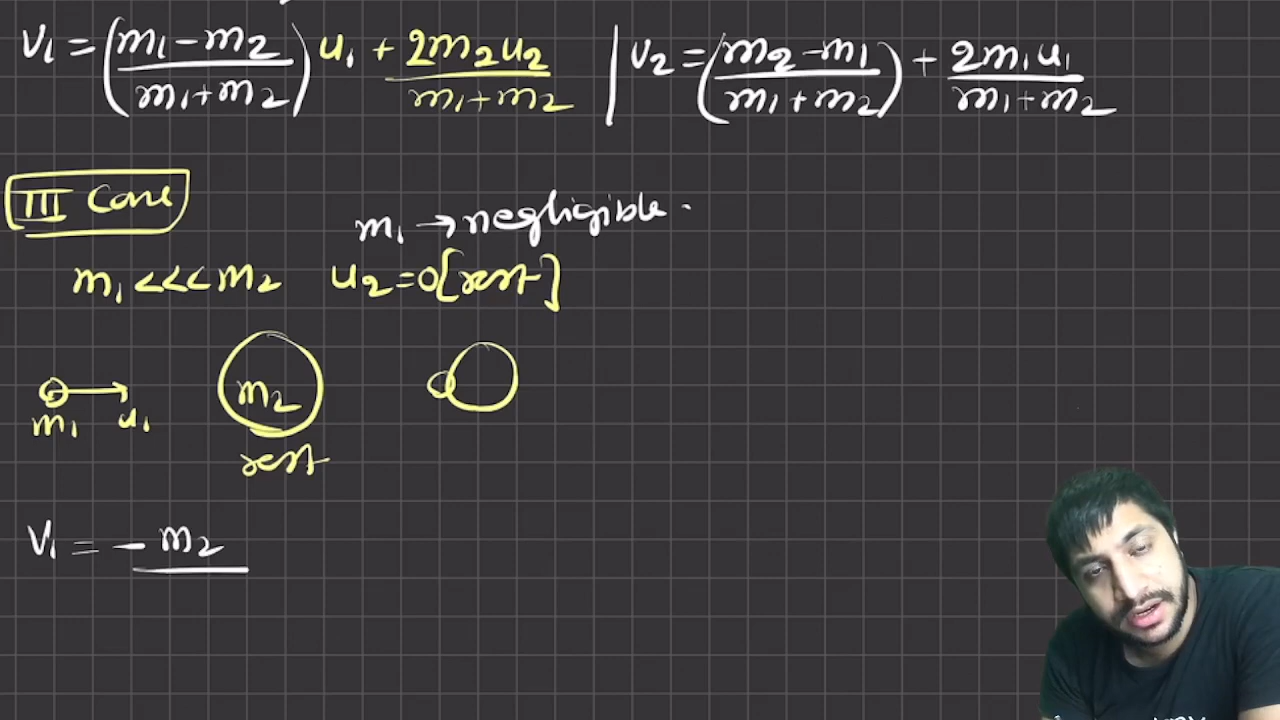 v₁ = (m₁ - m₂ / m₁ + m₂) u₁ + 2m₂u₂ / m₁ + m₂ | v₂ = (m₂ - m₁ / m₁ + m₂) + 2m₁u₁ / m₁ + m₂
III Case
m₁ → negligible .
m₁ <<< m₂ u₂ = 0 [rest]
m₂
m₁ u₁
rest
v₁ = - m₂